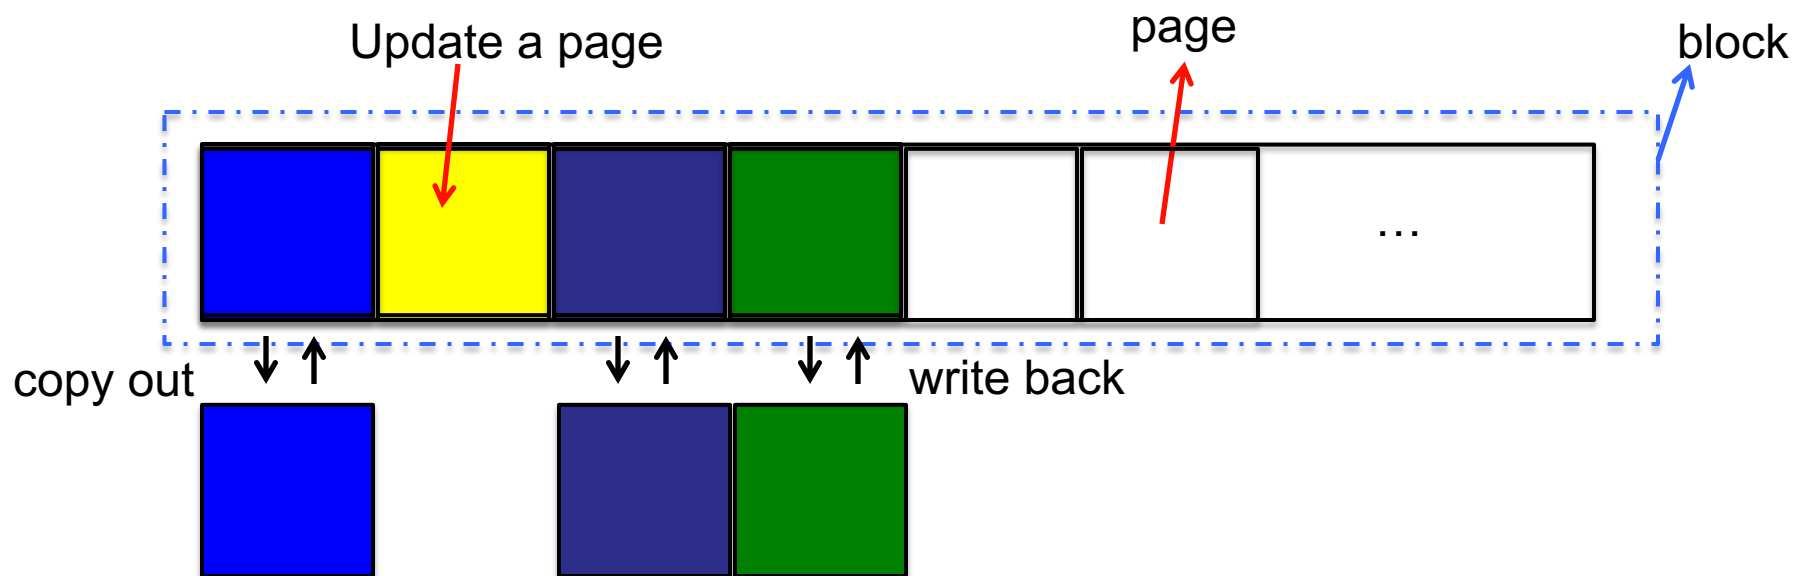 Update a page
page
block
...
copy out
write back